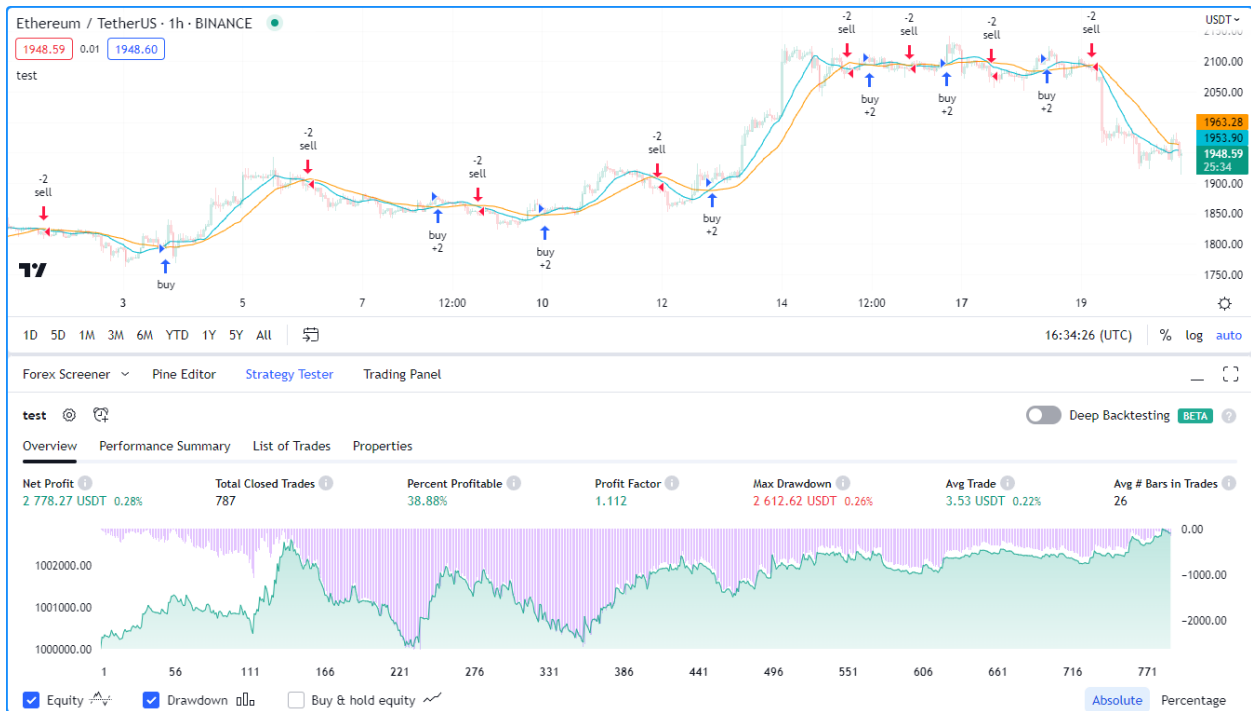 Ethereum / TetherUS · 1h · BINANCE
USDT
1948.59 0.01 1948.60
test
2100.00
2050.00
1963.28
1953.90
1948.59
25:34
1900.00
1850.00
1800.00
1750.00
-2
sell
buy
-2
sell
buy
+2
-2
sell
buy
+2
-2
sell
buy
+2
-2
sell
buy
+2
-2
sell
buy
+2
-2
sell
buy
+2
-2
sell
3 5 7 12:00 10 12 14 12:00 17 19
1D 5D 1M 3M 6M YTD 1Y 5Y All 16:34:26 (UTC) % log auto
Forex Screener Pine Editor Strategy Tester Trading Panel
test Deep Backtesting BETA ?
Overview Performance Summary List of Trades Properties
Net Profit Total Closed Trades Percent Profitable Profit Factor Max Drawdown Avg Trade Avg # Bars in Trades
2 778.27 USDT 0.28% 787 38.88% 1.112 2 612.62 USDT 0.26% 3.53 USDT 0.22% 26
0.00
1002000.00
-1000.00
1001000.00
-2000.00
1000000.00
1 56 111 166 221 276 331 386 441 496 551 606 661 716 771
Equity Drawdown Buy & hold equity Absolute Percentage